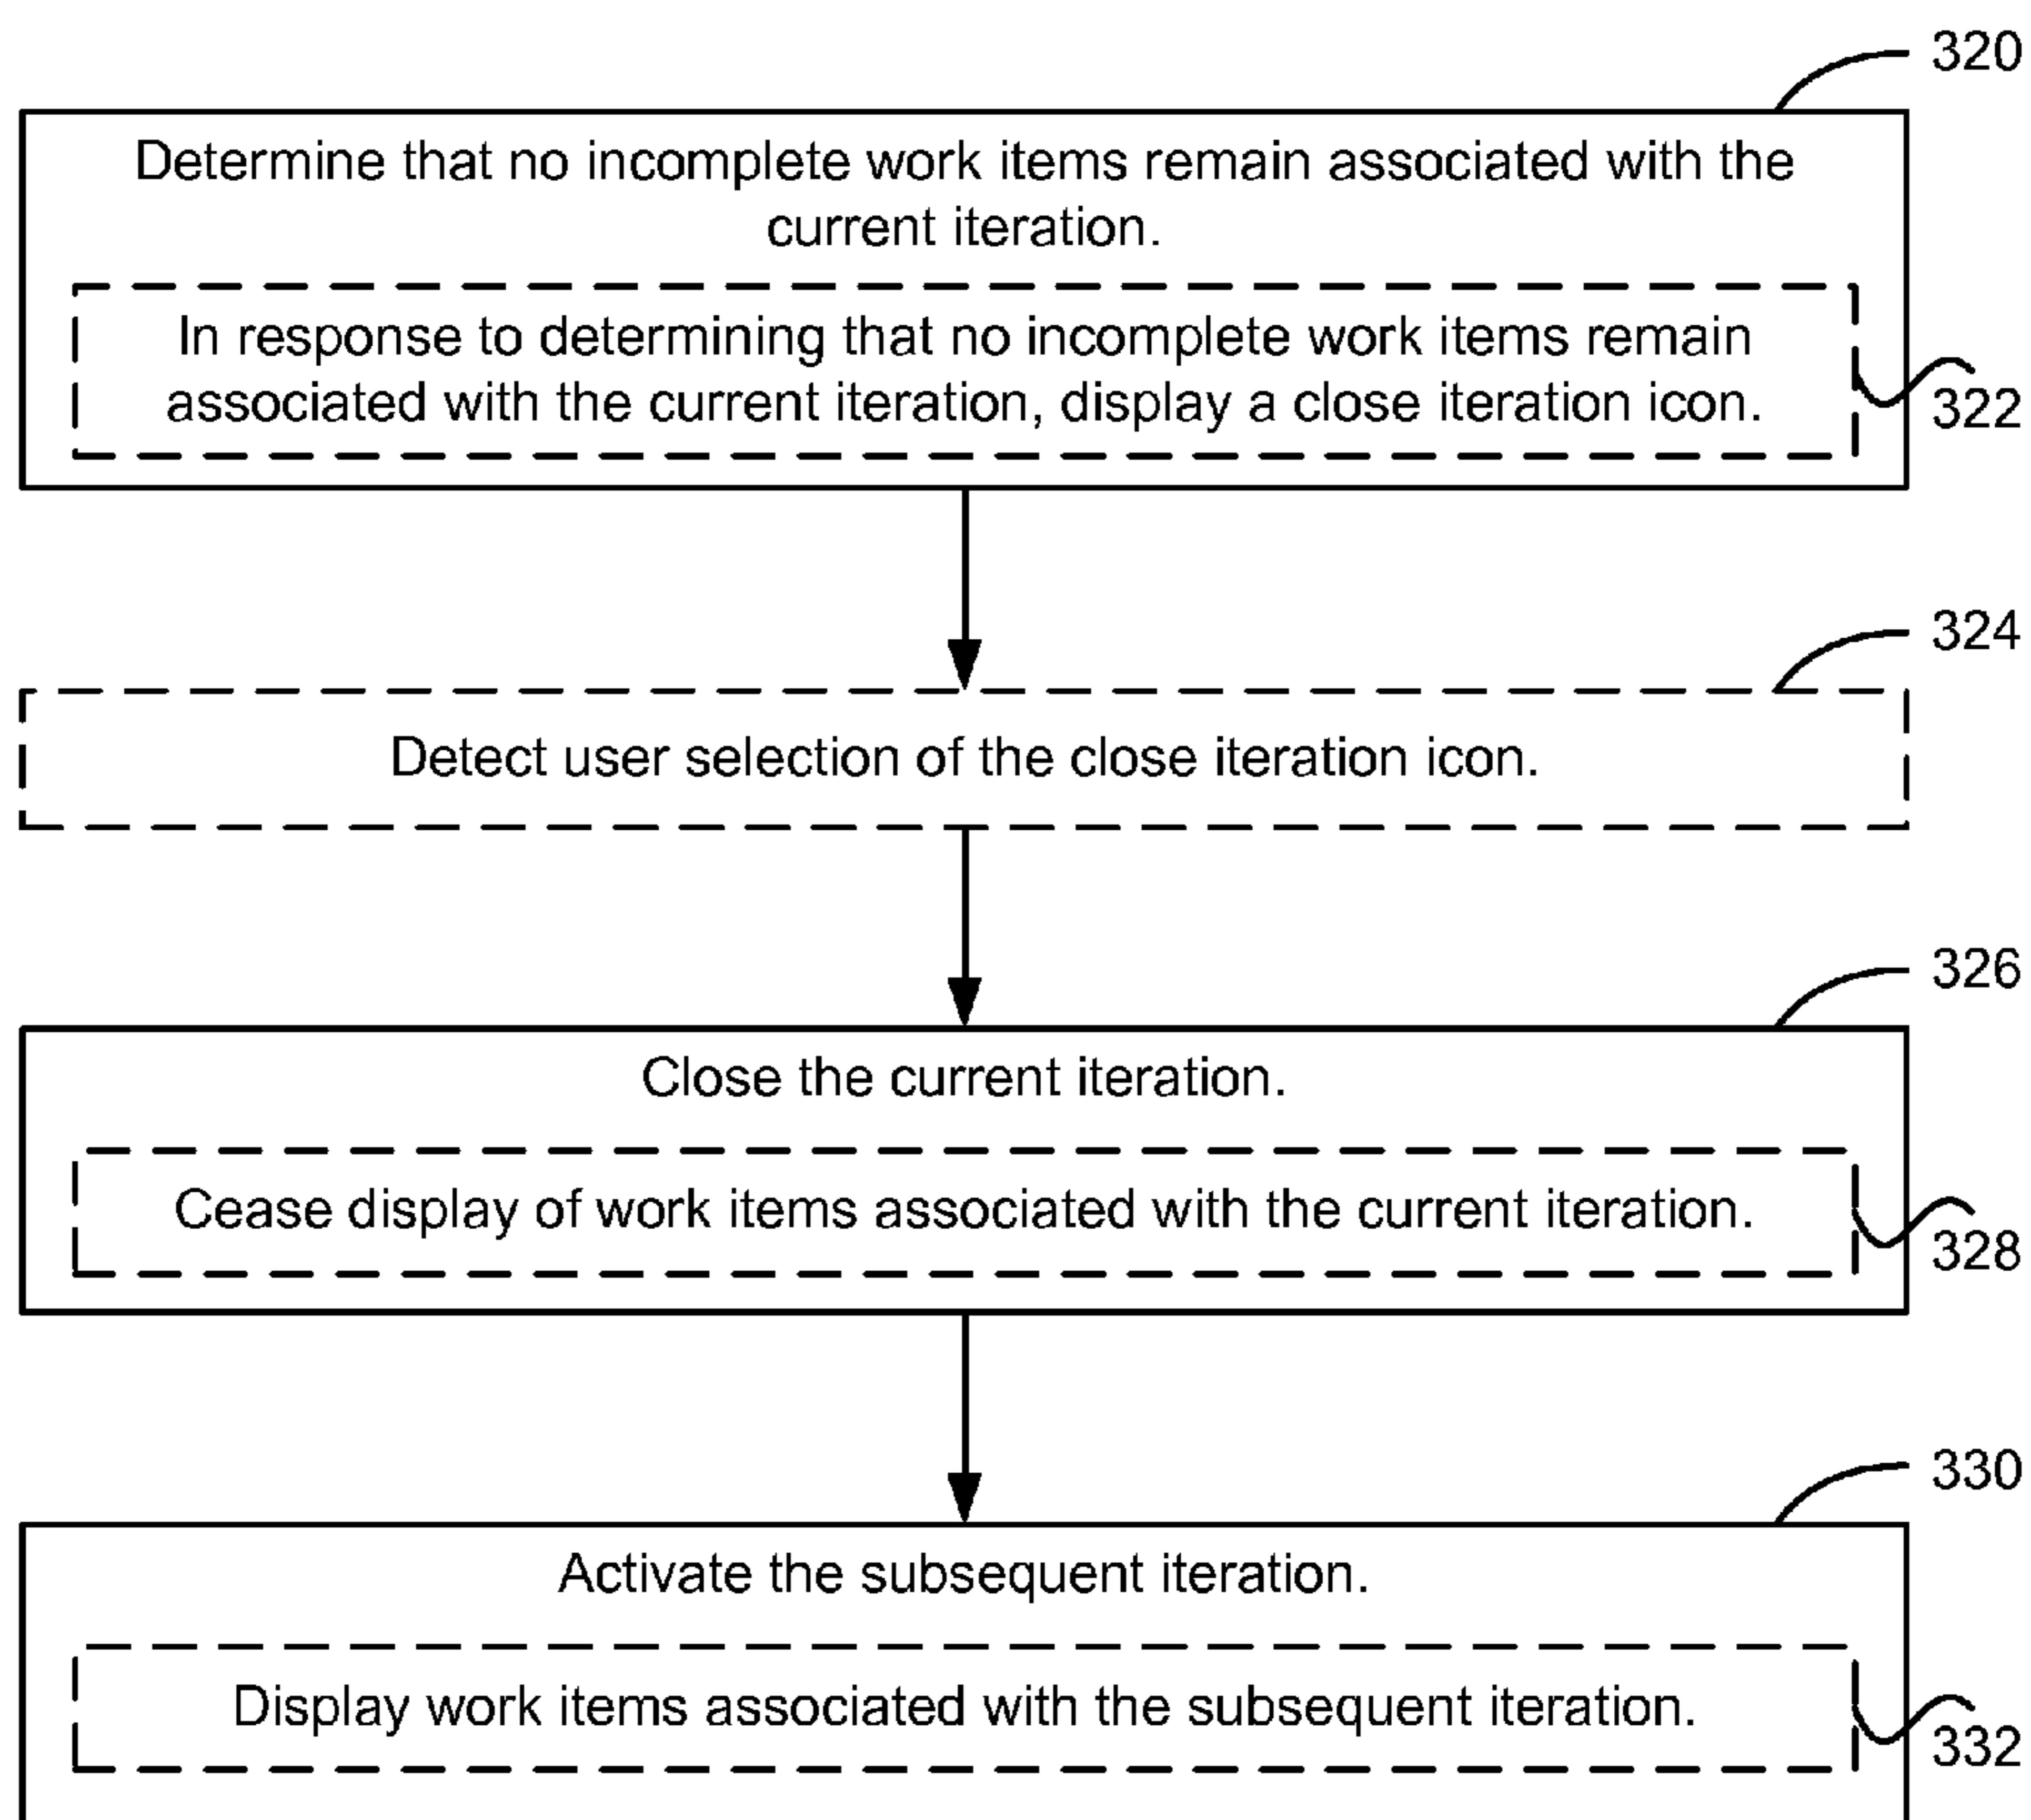 320
Determine that no incomplete work items remain associated with the
current iteration.
In response to determining that no incomplete work items remain
associated with the current iteration, display a close iteration icon.
322
324
Detect user selection of the close iteration icon.
326
Close the current iteration.
Cease display of work items associated with the current iteration.
328
330
Activate the subsequent iteration.
Display work items associated with the subsequent iteration.
332